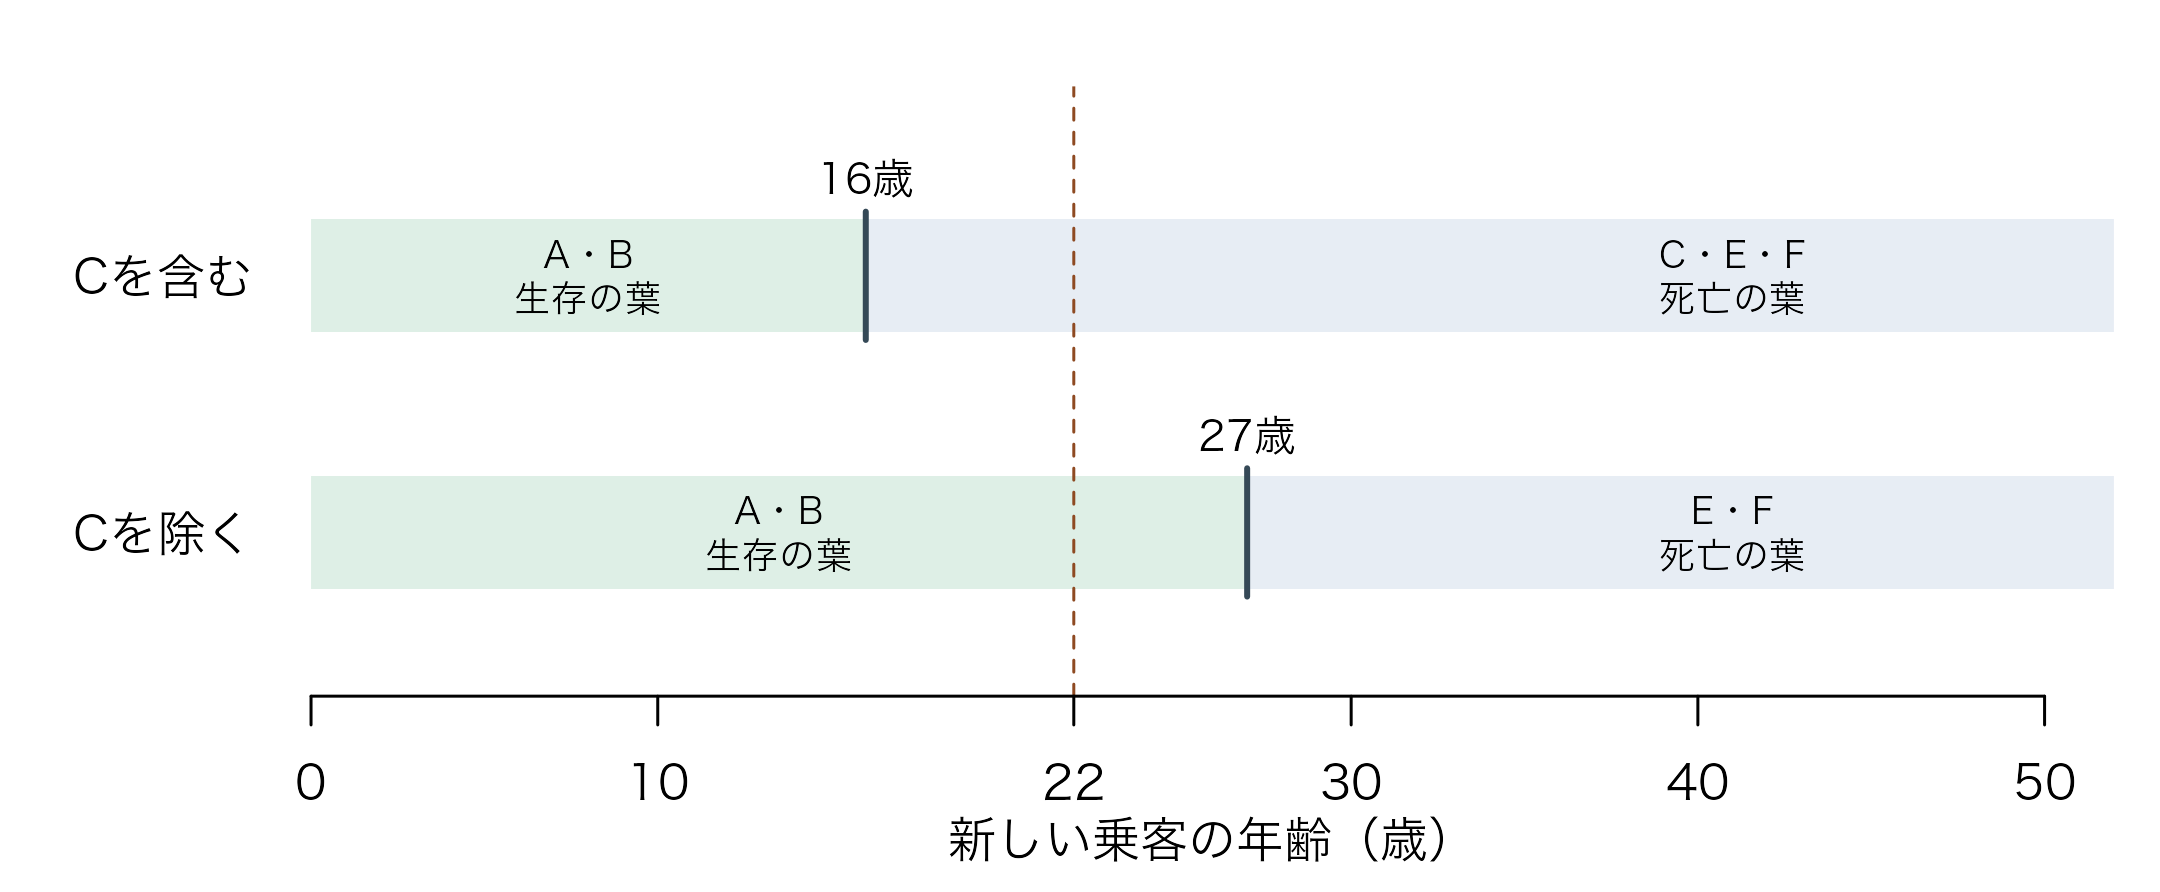 16歳
Cを含む
A・B
生存の葉
C・E・F
死亡の葉
27歳
Cを除く
A・B
生存の葉
E・F
死亡の葉
0 10 22 30 40 50
新しい乗客の年齢（歳）